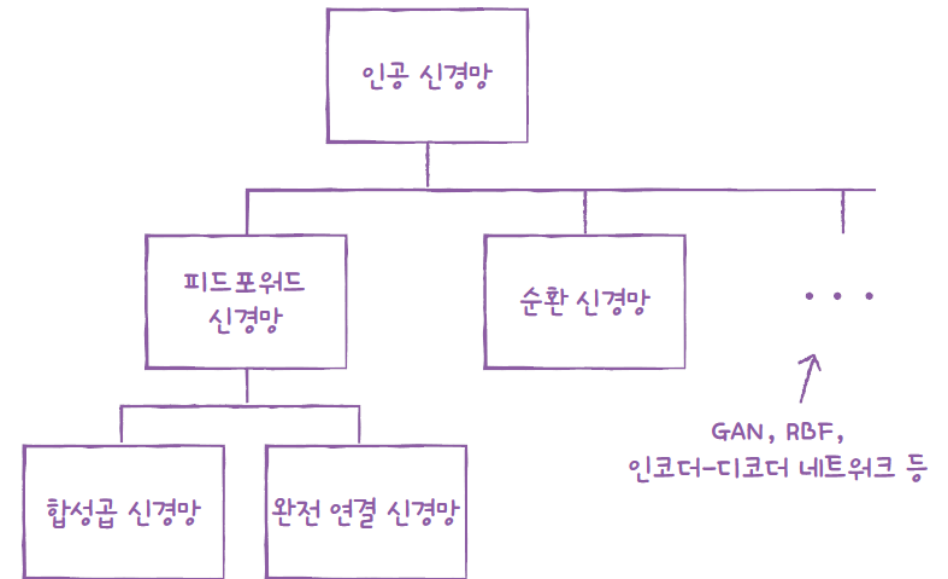 인공 신경망
피드포워드
신경망
순환 신경망
• • •
GAN, RBF,
인코더-디코더 네트워크 등
합성곱 신경망
완전 연결 신경망